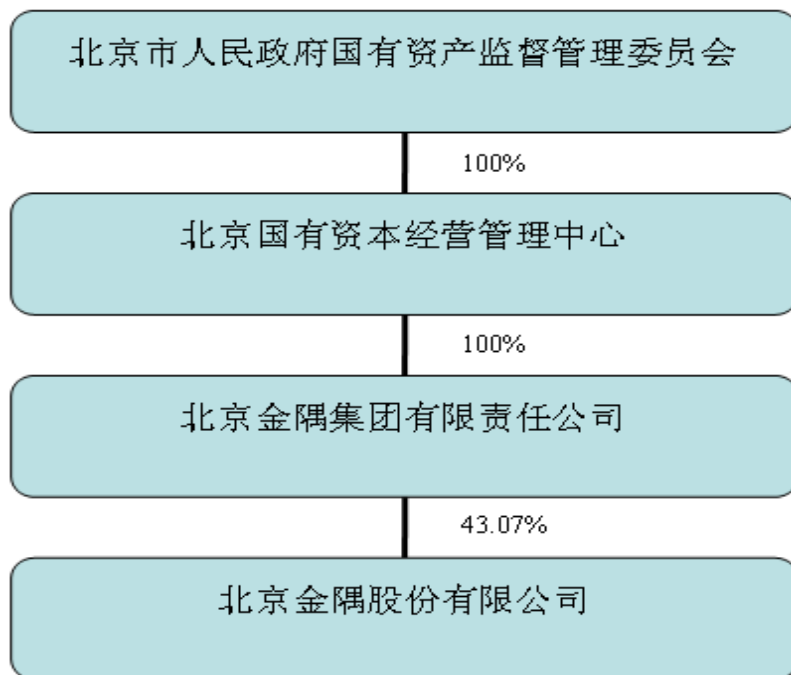 北京市人民政府国有资产监督管理委员会
100%
北京国有资本经营管理中心
100%
北京金隅集团有限责任公司
43.07%
北京金隅股份有限公司